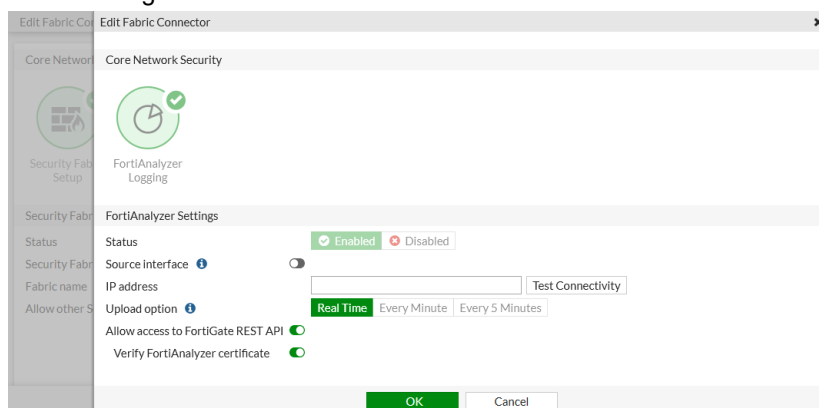 Edit Fabric Cor Edit Fabric Connector
Core Networ Core Network Security
Security Fab FortiAnalyzer
Setup Logging
Security Fabr FortiAnalyzer Settings
Status Status Enabled Disabled
Security Fabr Source interface
Fabric name IP address Test Connectivity
Allow other S Upload option Real Time Every Minute Every 5 Minutes
Allow access to FortiGate REST API
Verify FortiAnalyzer certificate
OK Cancel